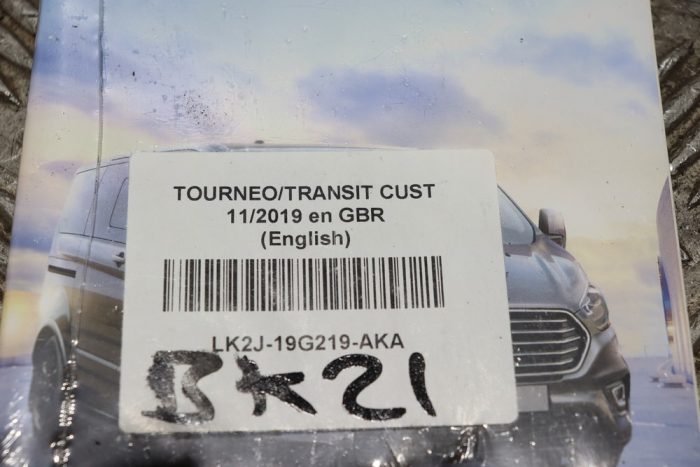 TOURNEO/TRANSIT CUST
11/2019 en GBR
(English)
LK2J-19G219-AKA
BK21